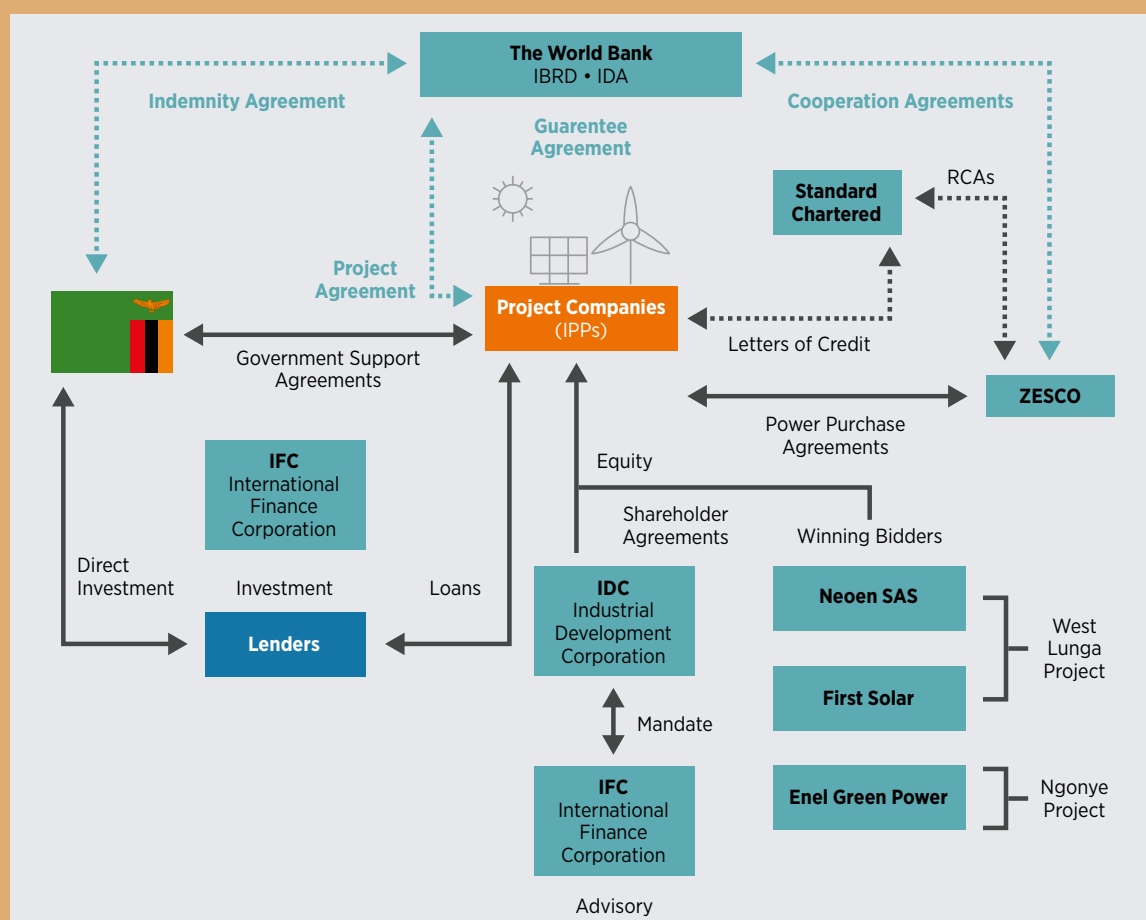 The World Bank
IBRD • IDA
Indemnity Agreement
Cooperation Agreements
Guarentee
Agreement
Standard
Chartered
RCAs
Project
Agreement
Project Companies
(IPPs)
Letters of Credit
Government Support
Agreements
ZESCO
Power Purchase
Agreements
IFC
International
Finance
Corporation
Equity
Shareholder
Agreements
Winning Bidders
Direct
Investment
Investment
Loans
Lenders
IDC
Industrial
Development
Corporation
Neoen SAS
First Solar
West
Lunga
Project
Mandate
IFC
International
Finance
Corporation
Enel Green Power
Ngonye
Project
Advisory